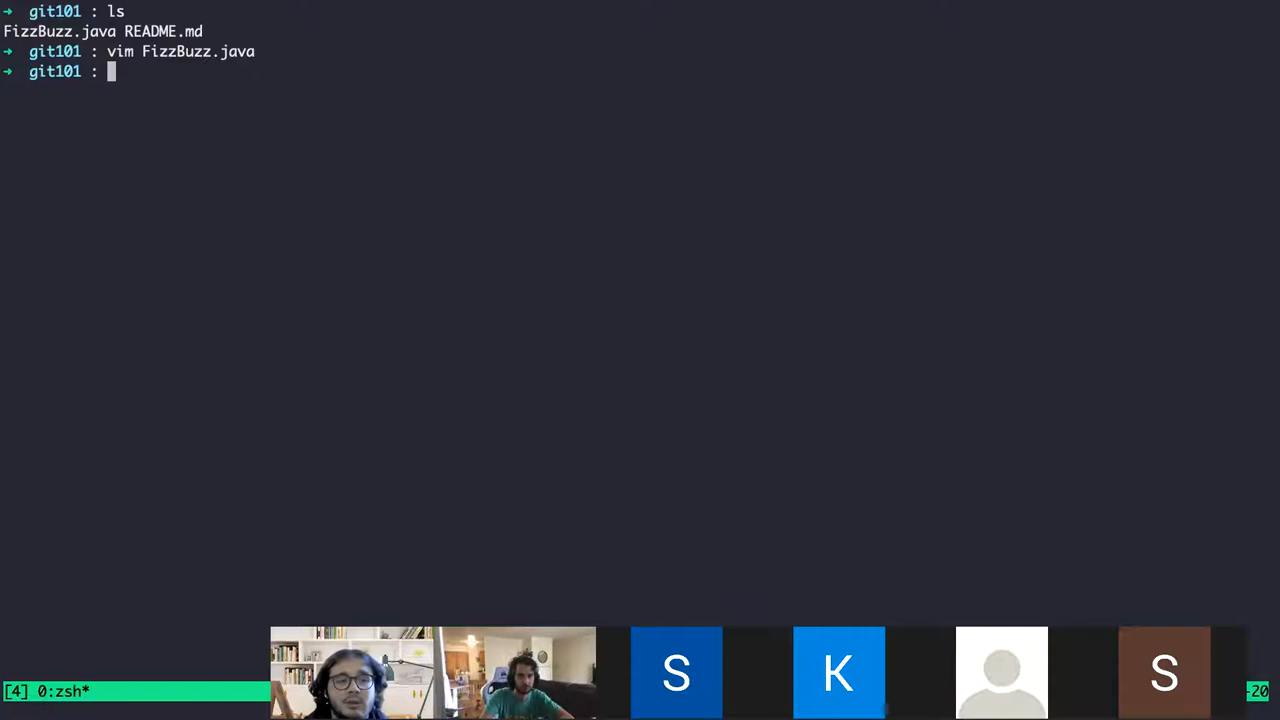 → git101 : ls
FizzBuzz.java README.md
→ git101 : vim FizzBuzz.java
→ git101 :
[4] 0:zsh*
S
K
S
-20